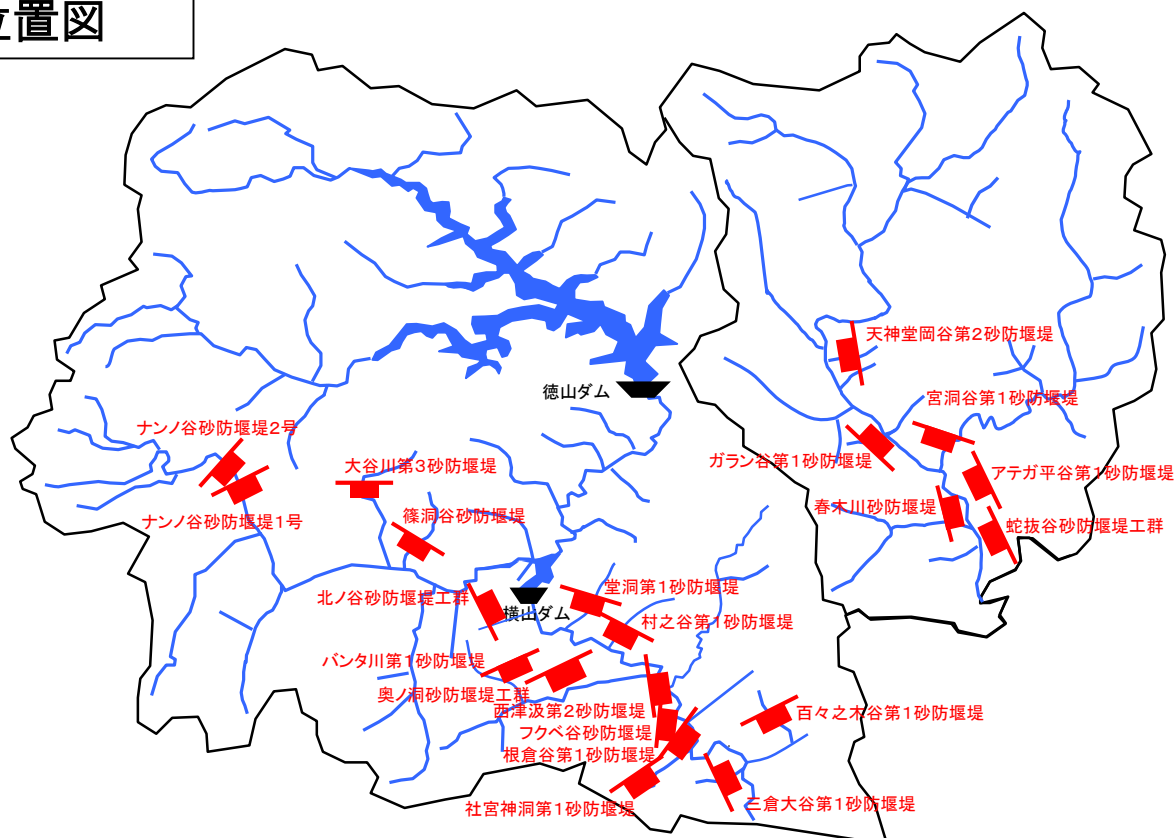 位置図
天神堂岡谷第2砂防堰堤
徳山ダム
宮洞谷第1砂防堰堤
ナンノ谷砂防堰堤2号
大谷川第3砂防堰堤
ガラン谷第1砂防堰堤
アテガ平谷第1砂防堰堤
春木川砂防堰堤
ナンノ谷砂防堰堤1号
篠洞谷砂防堰堤
蛇抜谷砂防堰堤工群
堂洞第1砂防堰堤
北ノ谷砂防堰堤工群
横山ダム
村之谷第1砂防堰堤
バンタ川第1砂防堰堤
奥ノ洞砂防堰堤工群
西津汲第2砂防堰堤
百々之木谷第1砂防堰堤
フクベ谷砂防堰堤
根倉谷第1砂防堰堤
社宮神洞第1砂防堰堤
三倉大谷第1砂防堰堤